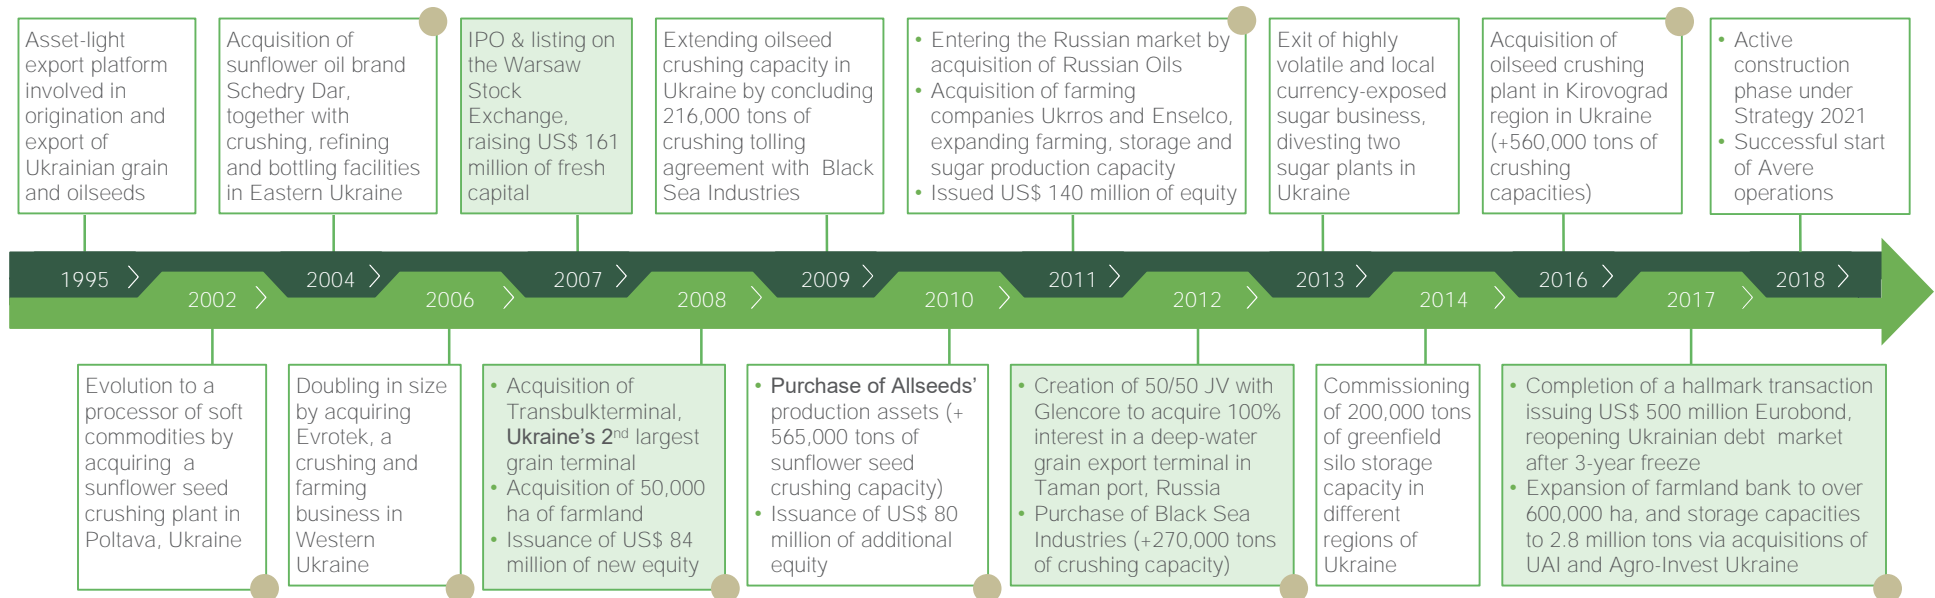 Asset-light
export platform
involved in
origination and
export of
Ukrainian grain
and oilseeds
Acquisition of
sunflower oil brand
Schedry Dar,
together with
crushing, refining
and bottling facilities
in Eastern Ukraine
IPO & listing on
the Warsaw
Stock
Exchange,
raising US$ 161
million of fresh
capital
Extending oilseed
crushing capacity in
Ukraine by concluding
216,000 tons of
crushing tolling
agreement with Black
Sea Industries
• Entering the Russian market by
acquisition of Russian Oils
• Acquisition of farming
companies Ukrros and Enselco,
expanding farming, storage and
sugar production capacity
• Issued US$ 140 million of equity
Exit of highly
volatile and local
currency-exposed
sugar business,
divesting two
sugar plants in
Ukraine
Acquisition of
oilseed crushing
plant in Kirovograd
region in Ukraine
(+560,000 tons of
crushing
capacities)
• Active
construction
phase under
Strategy 2021
• Successful start
of Avere
operations
1995
2002
2004
2006
2007
2008
2009
2010
2011
2012
2013
2014
2016
2017
2018
Evolution to a
processor of soft
commodities by
acquiring a
sunflower seed
crushing plant in
Poltava, Ukraine
Doubling in size
by acquiring
Evrotek, a
crushing and
farming
business in
Western
Ukraine
• Acquisition of
Transbulkterminal,
Ukraine's 2nd largest
grain terminal
• Acquisition of 50,000
ha of farmland
• Issuance of US$ 84
million of new equity
• Purchase of Allseeds'
production assets (+
565,000 tons of
sunflower seed
crushing capacity)
• Issuance of US$ 80
million of additional
equity
• Creation of 50/50 JV with
Glencore to acquire 100%
interest in a deep-water
grain export terminal in
Taman port, Russia
• Purchase of Black Sea
Industries (+270,000 tons
of crushing capacity)
Commissioning
of 200,000 tons
of greenfield
silo storage
capacity in
different
regions of
Ukraine
• Completion of a hallmark transaction
issuing US$ 500 million Eurobond,
reopening Ukrainian debt market
after 3-year freeze
• Expansion of farmland bank to over
600,000 ha, and storage capacities
to 2.8 million tons via acquisitions of
UAI and Agro-Invest Ukraine